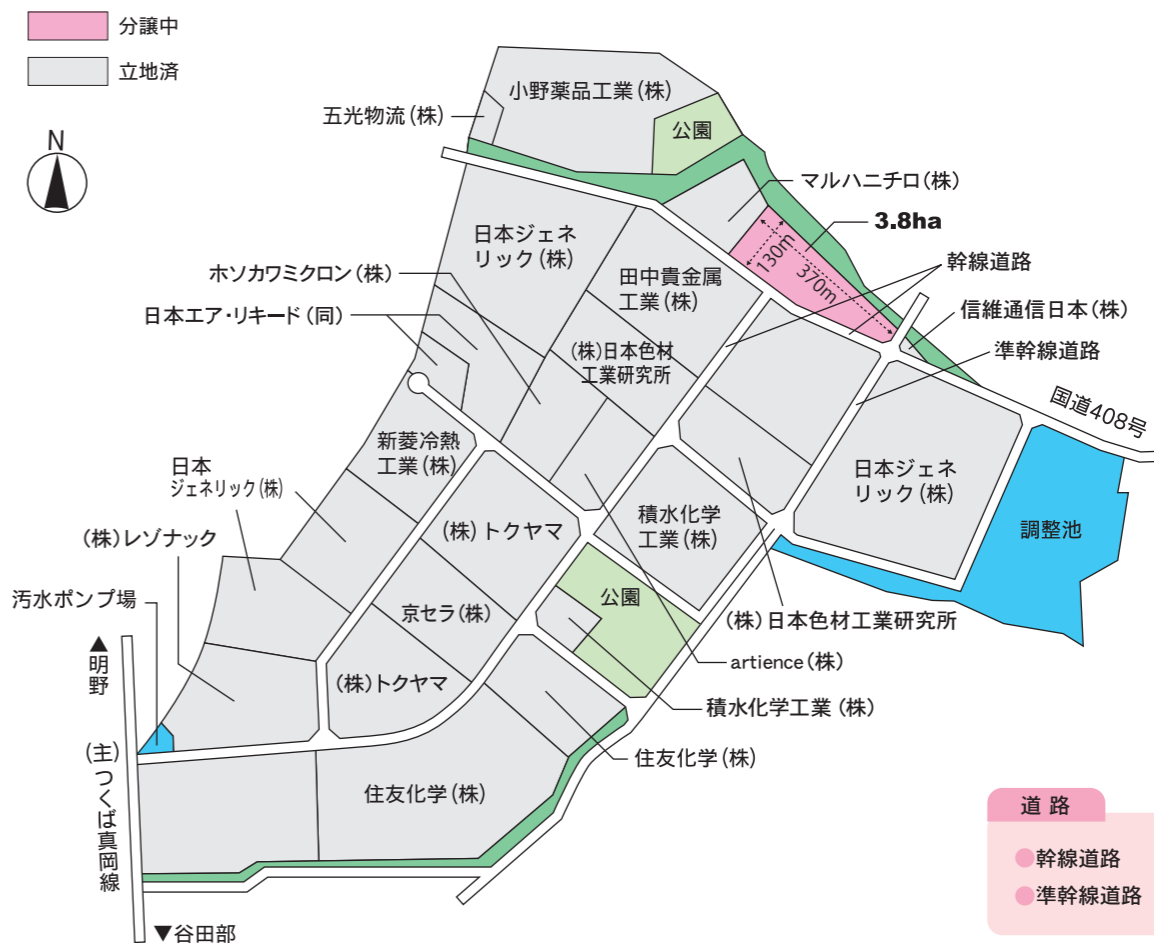 分譲中
立地済
N
小野薬品工業(株)
五光物流(株)
公園
マルハニチロ(株)
3.8ha
130m
370m
幹線道路
日本ジェネ
リック(株)
ホソカワミクロン(株)
田中貴金属
工業(株)
信維通信日本(株)
日本エア・リキード(同)
(株)日本色材
工業研究所
準幹線道路
国道408号
新菱冷熱
工業(株)
日本
ジェネリック(株)
日本ジェネ
リック(株)
(株)トクヤマ
積水化学
工業(株)
調整池
(株)レゾナック
汚水ポンプ場
公園
京セラ(株)
(株)日本色材工業研究所
▲明野
artience(株)
(株)トクヤマ
積水化学工業(株)
(主)つくば真岡線
住友化学(株)
住友化学(株)
道路
●幹線道路
●準幹線道路
▼谷田部